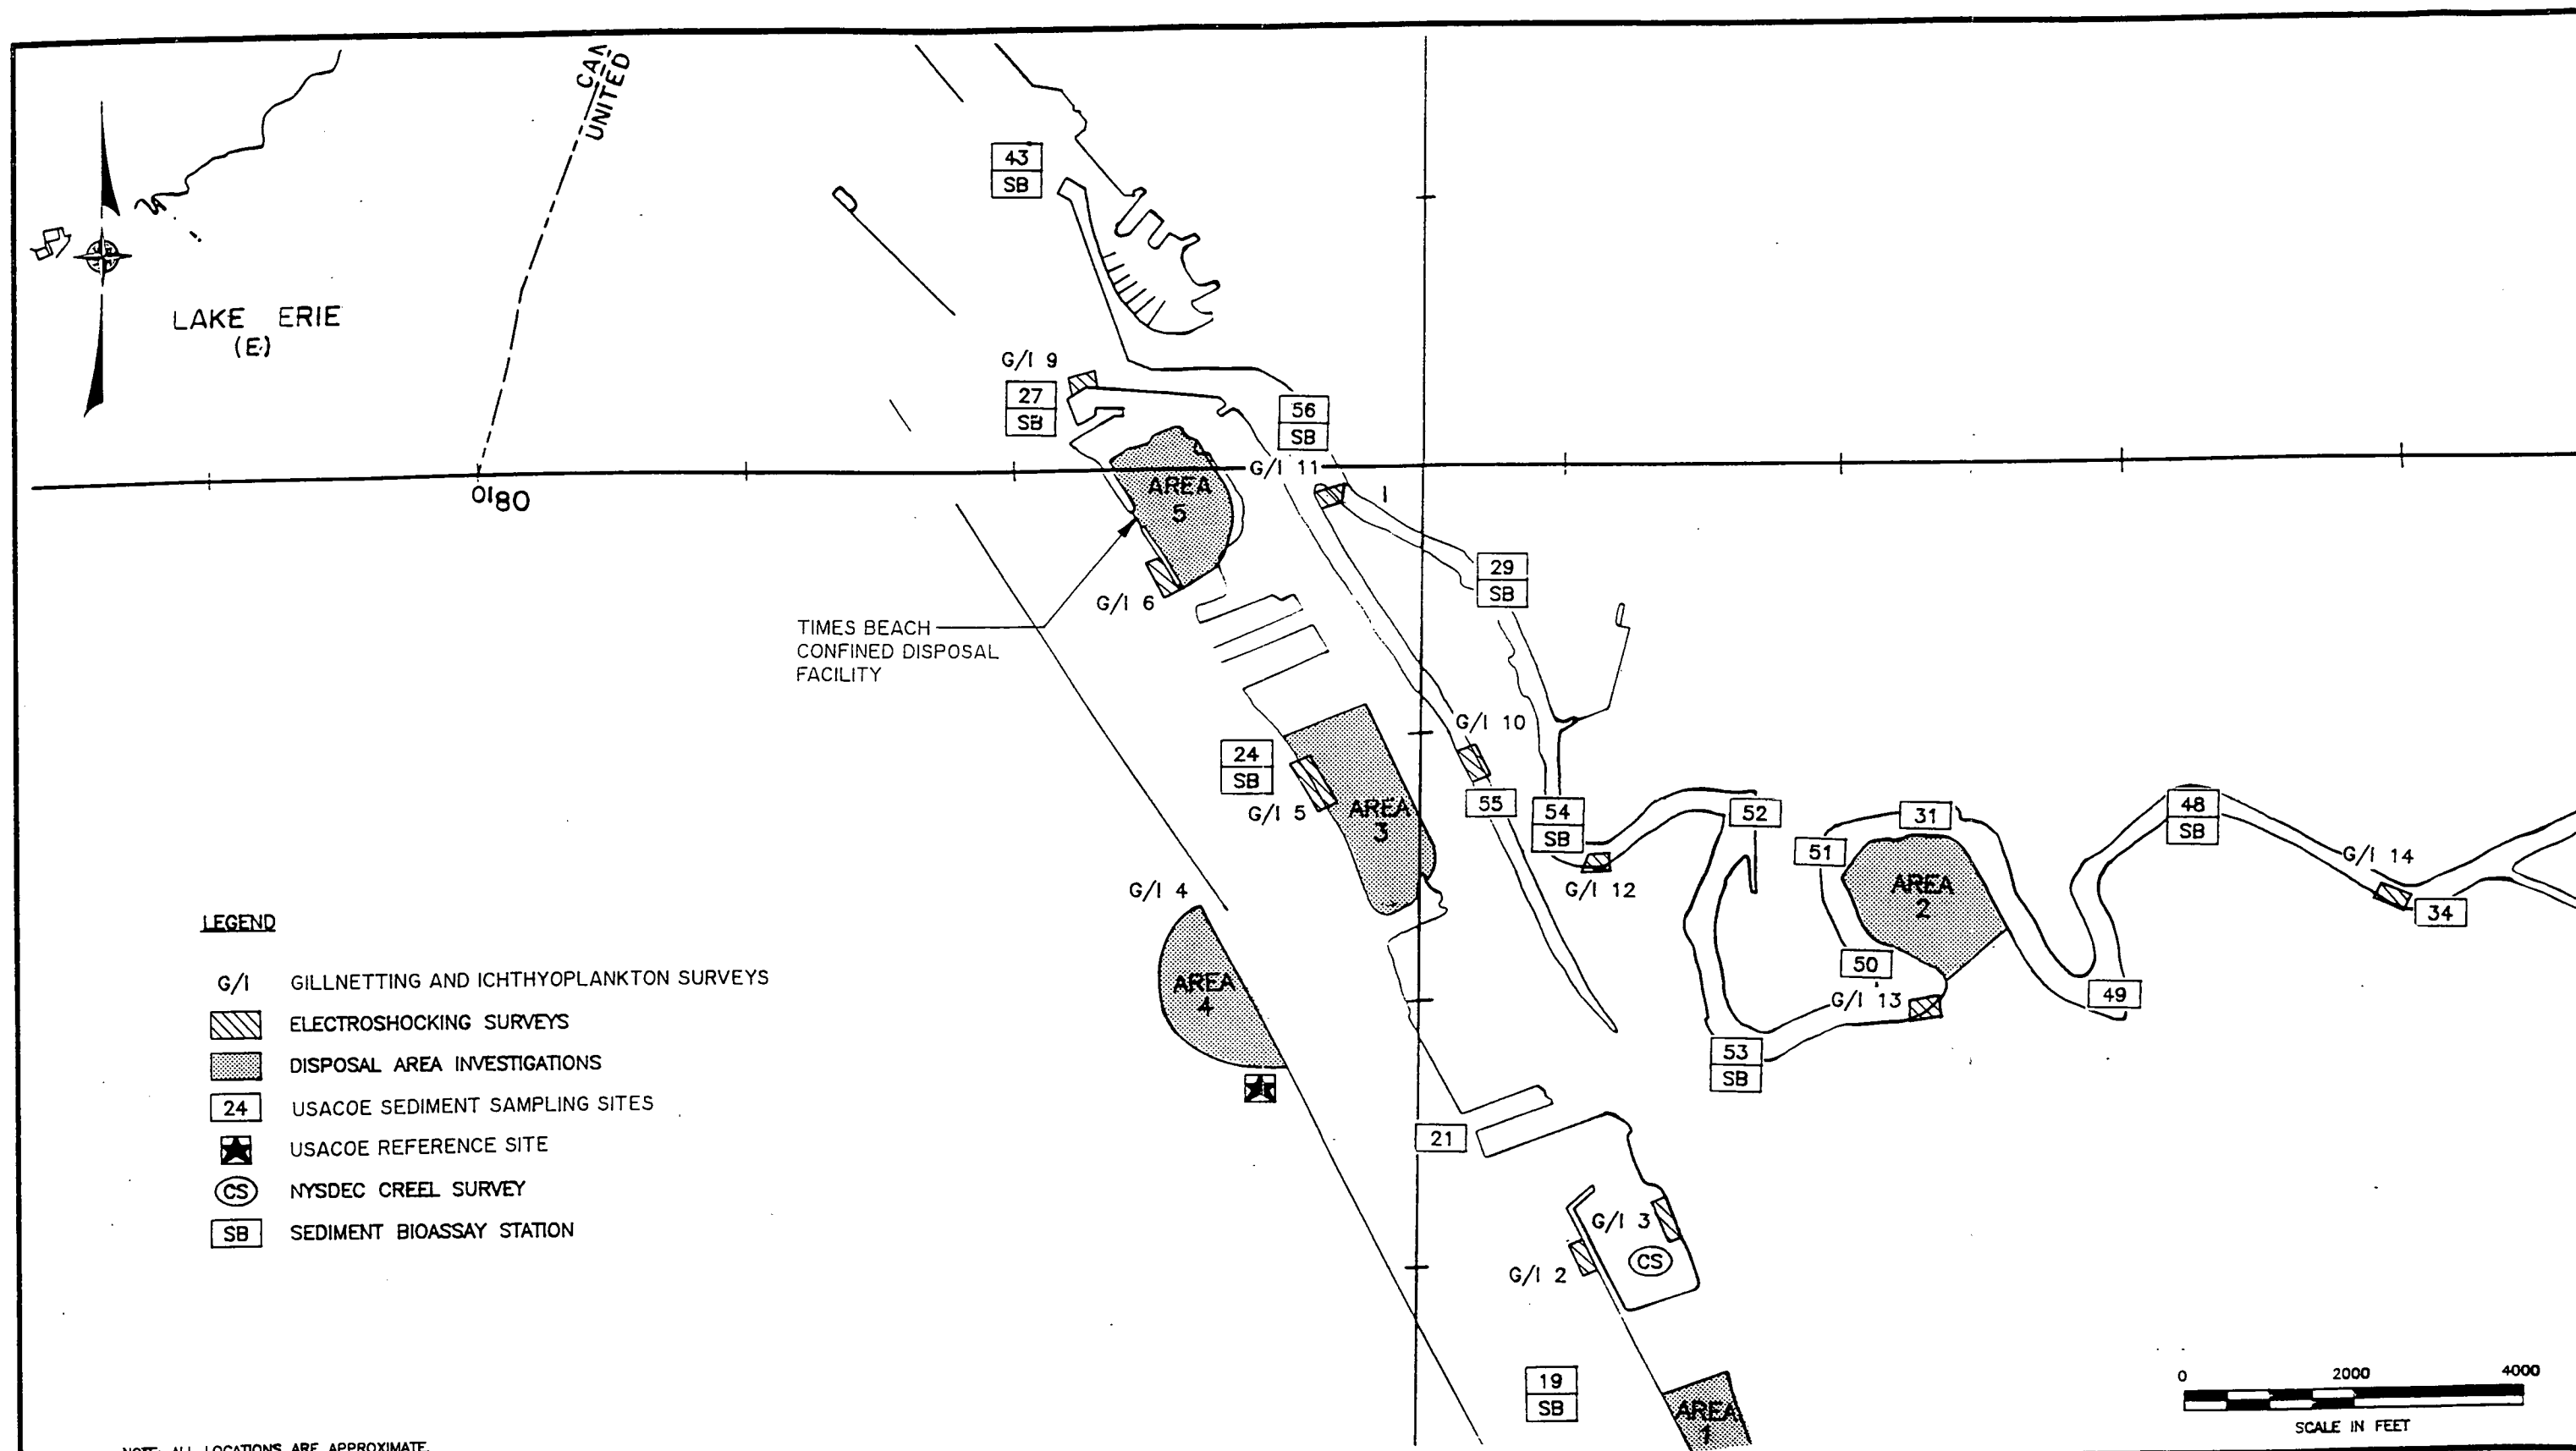 CAN
UNITED
43
SB
LAKE ERIE
(E)
G/I 9
27
SB
56
SB
G/I 11
AREA
5
0180
1
29
SB
G/I 6
TIMES BEACH
CONFINED DISPOSAL
FACILITY
G/I 10
24
SB
G/I 5
AREA
3
55
54
SB
52
G/I 12
51
31
AREA
2
48
SB
G/I 14
34
G/I 4
AREA
4
50
G/I 13
49
53
SB
LEGEND
G/I GILLNETTING AND ICHTHYOPLANKTON SURVEYS
ELECTROSHOCKING SURVEYS
DISPOSAL AREA INVESTIGATIONS
24 USACOE SEDIMENT SAMPLING SITES
USACOE REFERENCE SITE
CS NYSDEC CREEL SURVEY
SB SEDIMENT BIOASSAY STATION
21
G/I 3
CS
G/I 2
19
SB
AREA
1
0 2000 4000
SCALE IN FEET
NOTE: ALL LOCATIONS ARE APPROXIMATE.